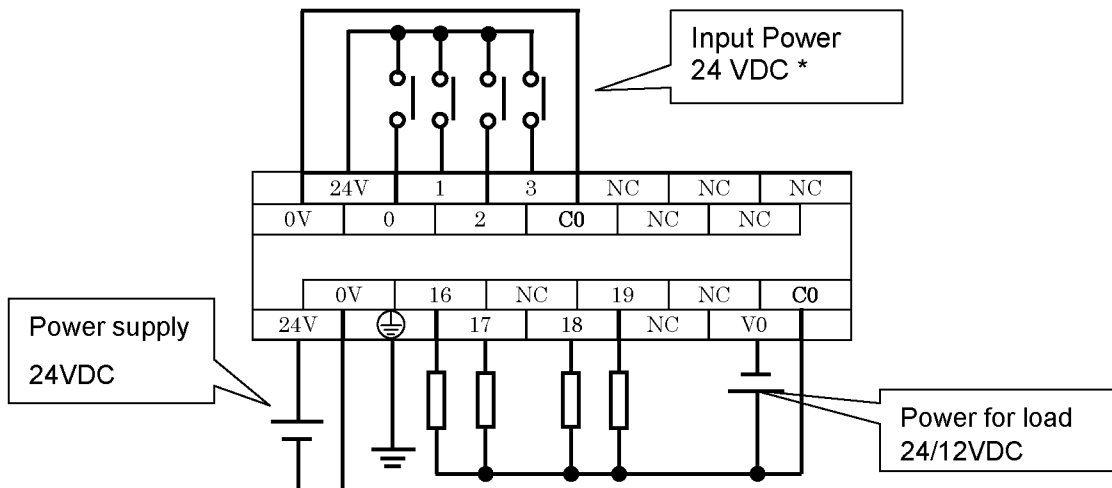 Input Power
24 VDC *
24V 1 3 NC NC NC
0V 0 2 C0 NC NC
0V 16 NC 19 NC C0
24V 17 18 NC V0
Power supply
24VDC
Power for load
24/12VDC